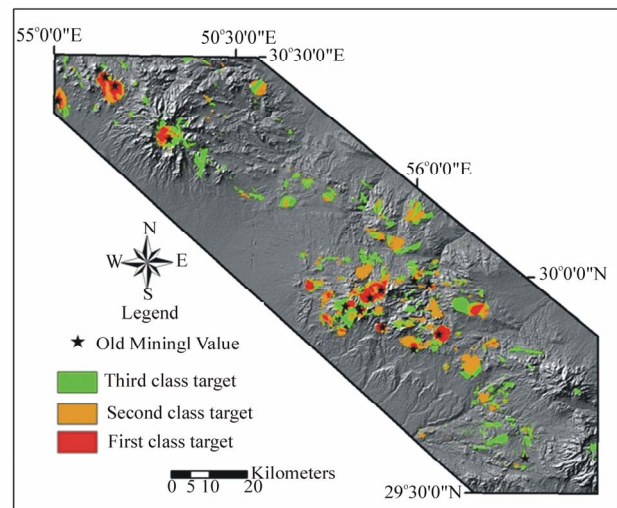 55°0'0"E
50°30'0"E
30°30'0"E
56°0'0"E
30°0'0"N
N
W E
S
Legend
Old Miningl Value
Third class target
Second class target
First class target
Kilometers
0 5 10 20
29°30'0"N